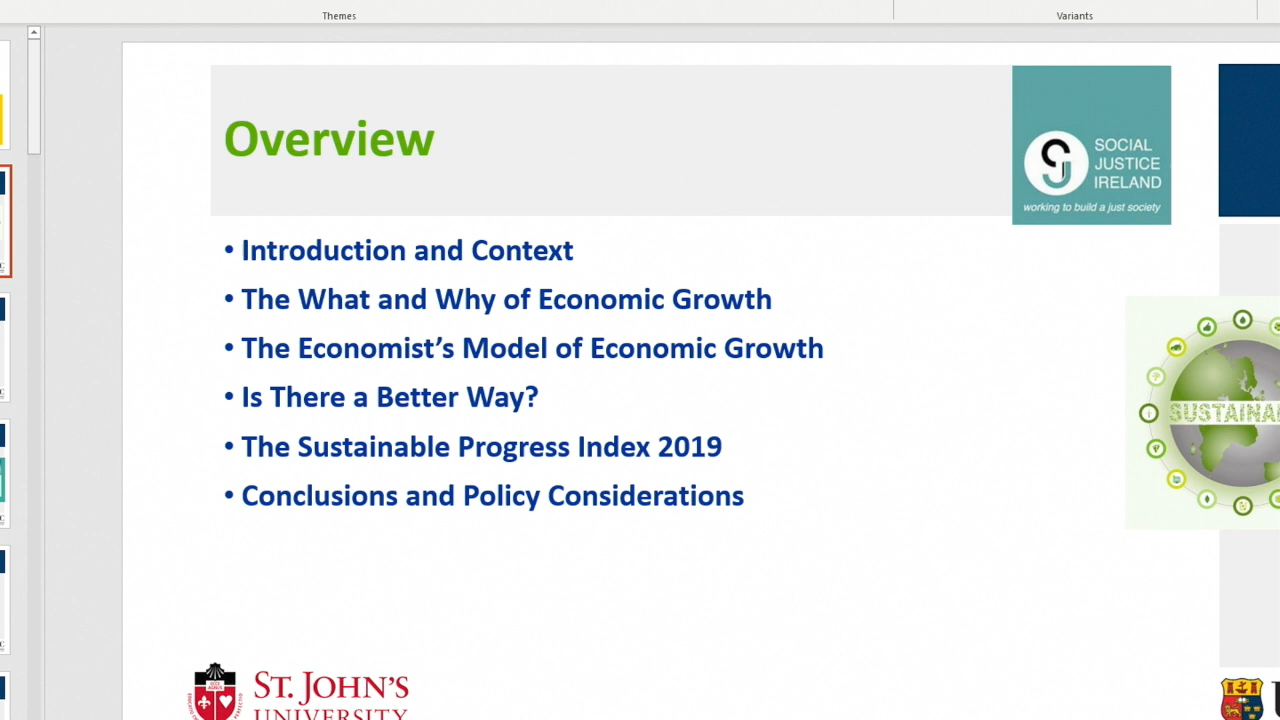 Themes
Variants
Overview
SOCIAL
JUSTICE
IRELAND
working to build a just society
• Introduction and Context
• The What and Why of Economic Growth
• The Economist’s Model of Economic Growth
• Is There a Better Way?
• The Sustainable Progress Index 2019
• Conclusions and Policy Considerations
SUSTAINA
ST. JOHN'S
UNIVERSITY